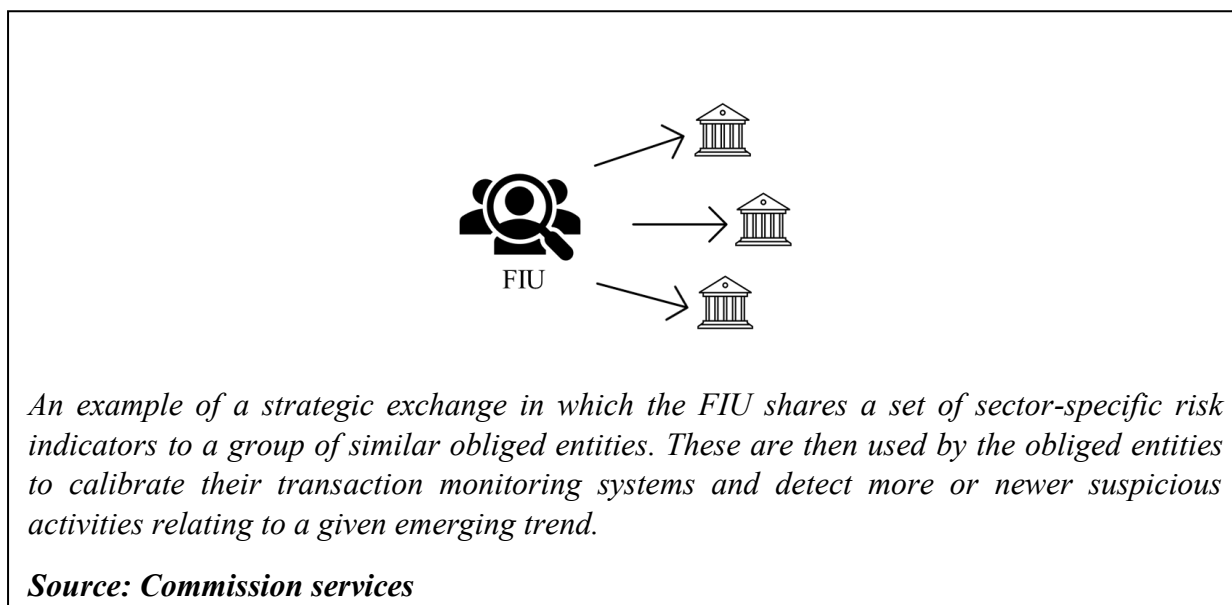 FIU
An example of a strategic exchange in which the FIU shares a set of sector-specific risk
indicators to a group of similar obliged entities. These are then used by the obliged entities
to calibrate their transaction monitoring systems and detect more or newer suspicious
activities relating to a given emerging trend.
Source: Commission services